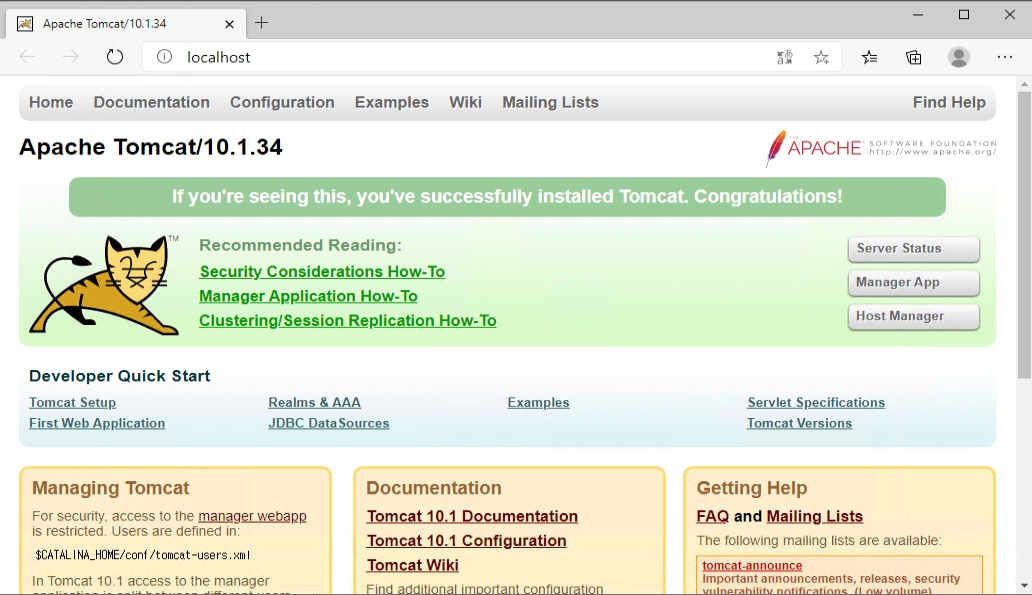 Apache Tomcat/10.1.34
localhost
Home Documentation Configuration Examples Wiki Mailing Lists Find Help
Apache Tomcat/10.1.34
THE APACHE SOFTWARE FOUNDATION
http://www.apache.org/
If you're seeing this, you've successfully installed Tomcat. Congratulations!
TM
Recommended Reading:
Security Considerations How-To
Manager Application How-To
Clustering/Session Replication How-To
Server Status
Manager App
Host Manager
Developer Quick Start
Tomcat Setup
First Web Application
Realms & AAA
JDBC DataSources
Examples
Servlet Specifications
Tomcat Versions
Managing Tomcat
For security, access to the manager webapp
is restricted. Users are defined in:
$CATALINA_HOME/conf/tomcat-users.xml
In Tomcat 10.1 access to the manager
application is split between different users.
Documentation
Tomcat 10.1 Documentation
Tomcat 10.1 Configuration
Tomcat Wiki
Find additional important configuration
Getting Help
FAQ and Mailing Lists
The following mailing lists are available:
tomcat-announce
Important announcements, releases, security
vulnerability notifications. (Low volume).